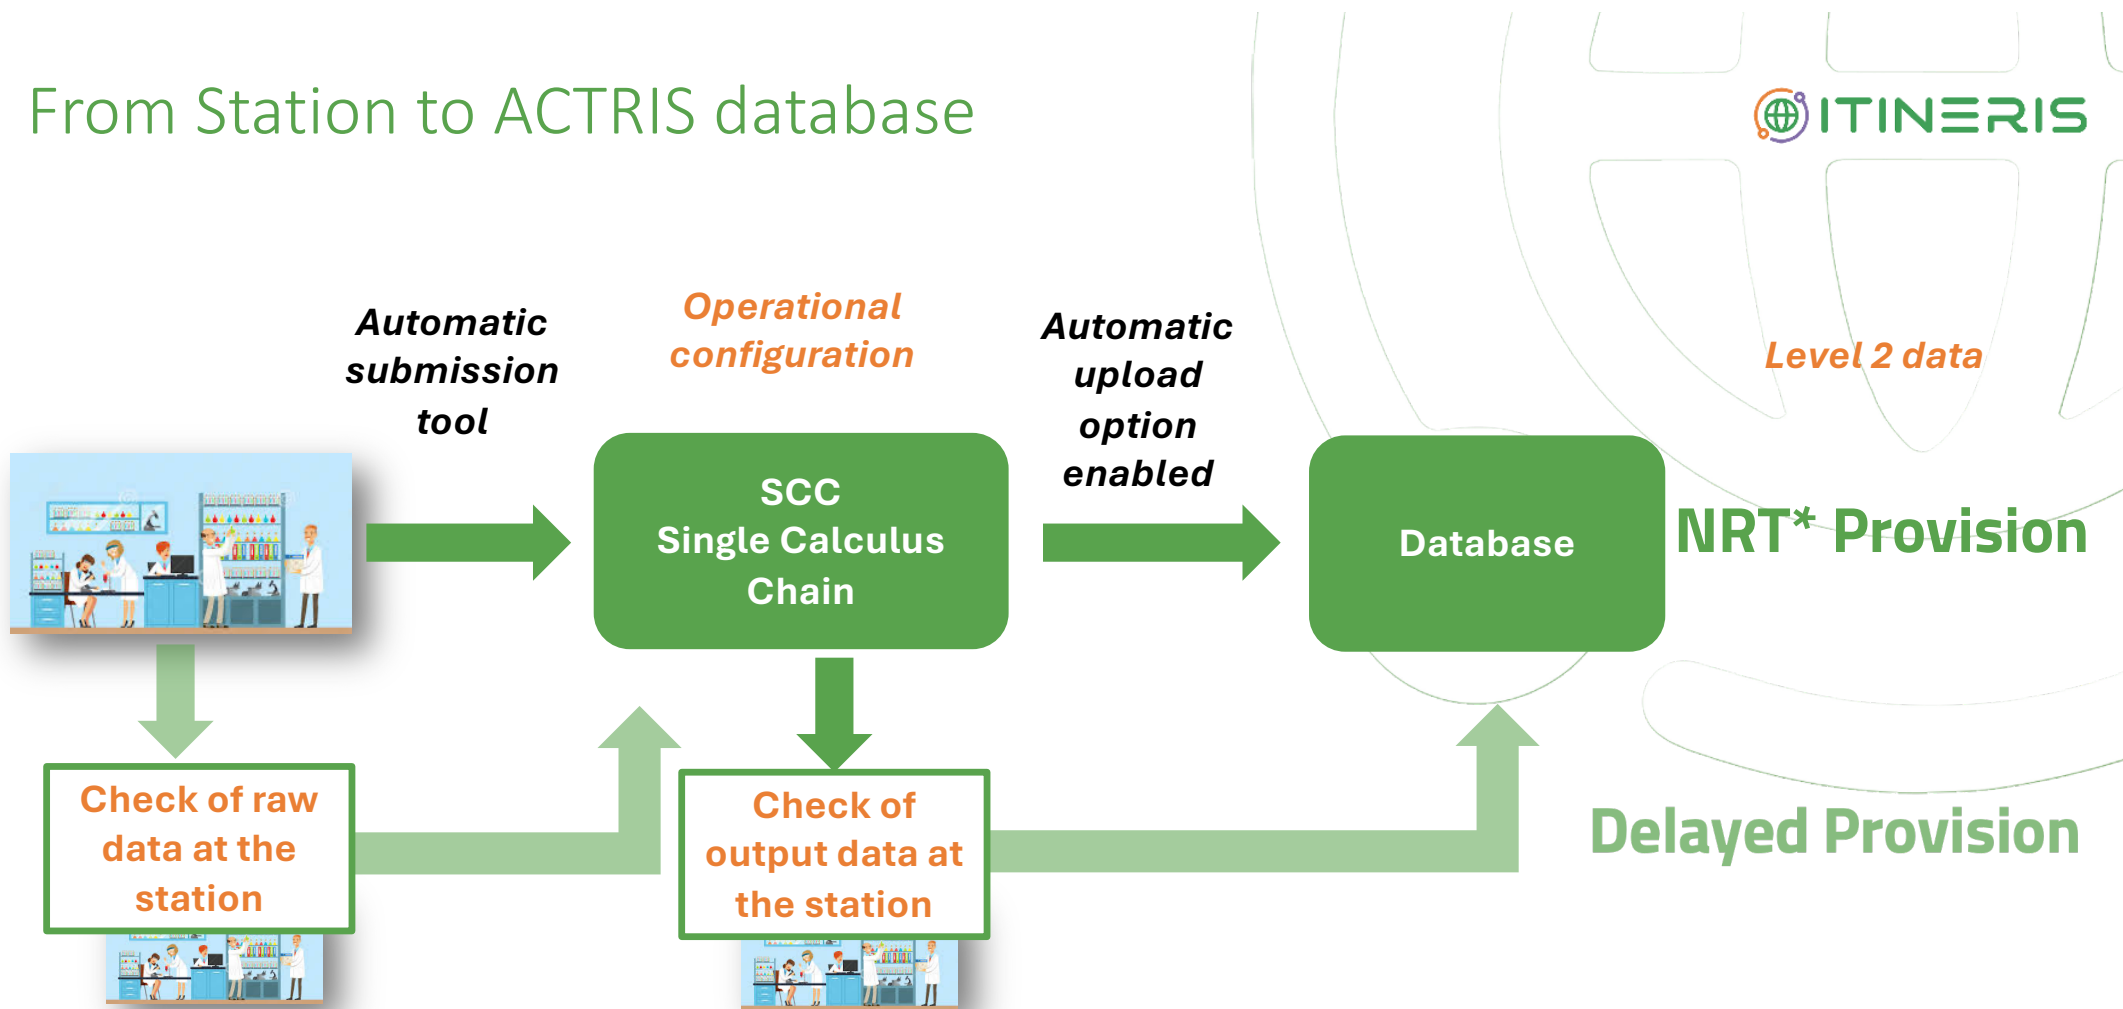 From Station to ACTRIS database
ITINERIS
Automatic
submission
tool
Operational
configuration
Automatic
upload
option
enabled
Level 2 data
SCC
Single Calculus
Chain
Database
NRT* Provision
Check of raw
data at the
station
Check of
output data at
the station
Delayed Provision